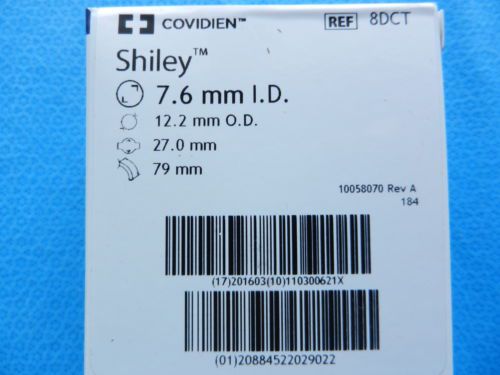 COVIDIEN™
REF 8DCT
Shiley™
7.6 mm I.D.
12.2 mm O.D.
27.0 mm
79 mm
10058070 Rev A
184
(17)201603(10)110300621X
(01)20884522029022